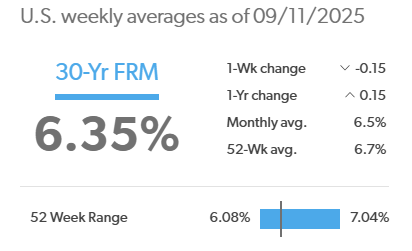 U.S. weekly averages as of 09/11/2025
30-Yr FRM
6.35%
1-Wk change -0.15
1-Yr change 0.15
Monthly avg. 6.5%
52-Wk avg. 6.7%
52 Week Range 6.08% 7.04%